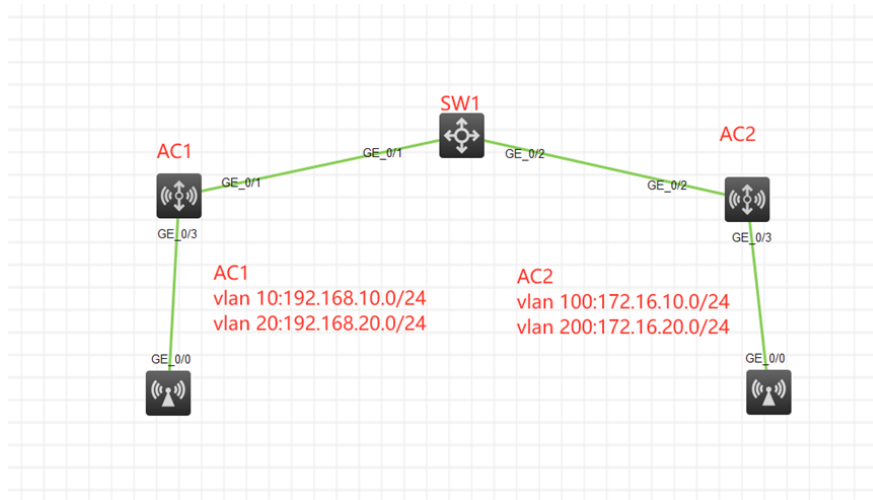 SW1
AC1
AC2
GE_0/1
GE_0/2
GE_0/1
GE_0/2
GE_0/3
GE_0/3
AC1
vlan 10:192.168.10.0/24
vlan 20:192.168.20.0/24
AC2
vlan 100:172.16.10.0/24
vlan 200:172.16.20.0/24
GE_0/0
GE_0/0